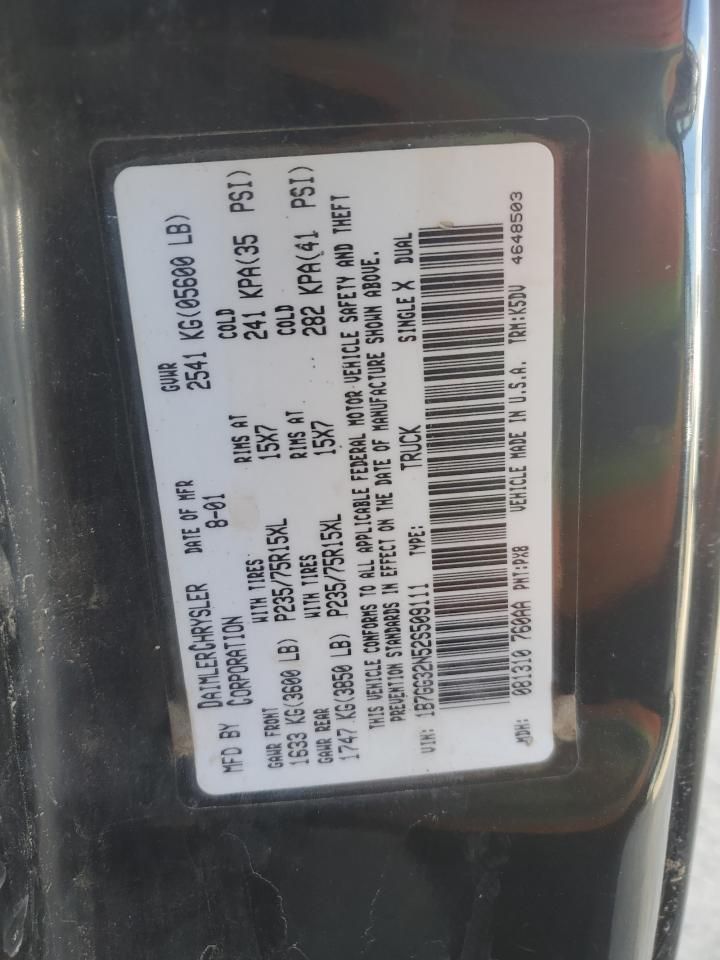 MFD BY DAIMLERCHRYSLER CORPORATION DATE OF MFR 8-01 GVWR 2541 KG(05600 LB)
GAWR FRONT WITH TIRES RIMS AT COLD
1633 KG(3600 LB) P235/75R15XL 15X7 241 KPA(35 PSI)
GAWR REAR WITH TIRES RIMS AT COLD
1747 KG(3850 LB) P235/75R15XL 15X7 282 KPA(41 PSI)
THIS VEHICLE CONFORMS TO ALL APPLICABLE FEDERAL MOTOR VEHICLE SAFETY AND THEFT
PREVENTION STANDARDS IN EFFECT ON THE DATE OF MANUFACTURE SHOWN ABOVE.
VIN: 1B7GG32N52S509111 TYPE: TRUCK SINGLE X DUAL
MDH: 081310 760AA PNT:PX8 VEHICLE MADE IN U.S.A. TRM:K5DV 4648503